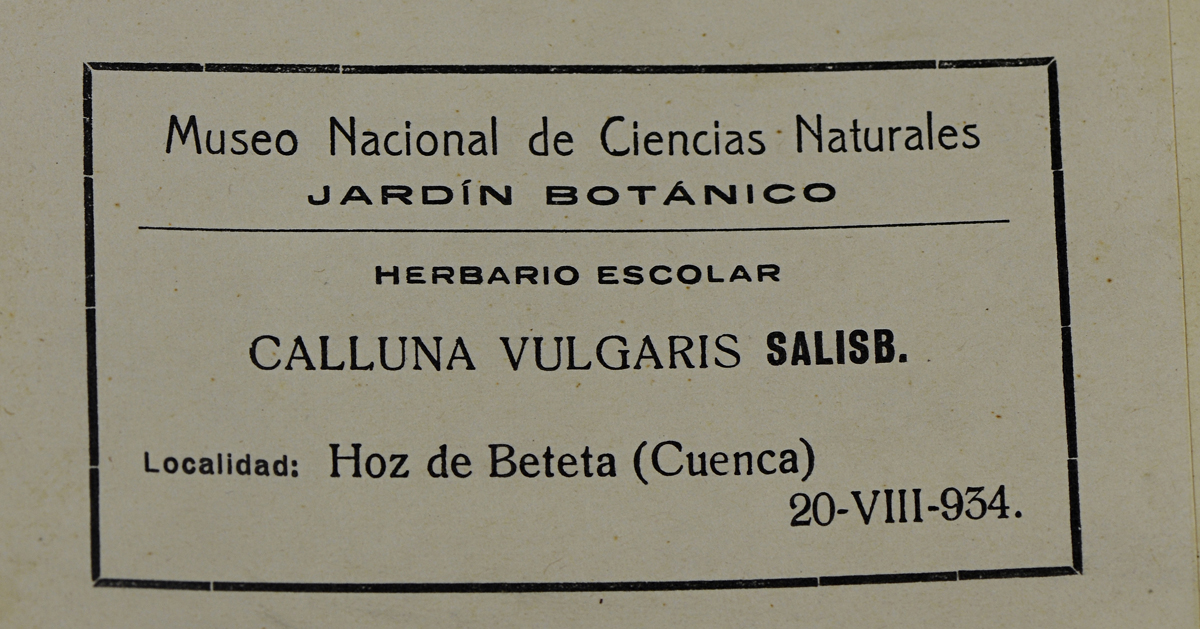 Museo Nacional de Ciencias Naturales
JARDÍN BOTÁNICO
HERBARIO ESCOLAR
CALLUNA VULGARIS SALISB.
Localidad: Hoz de Beteta (Cuenca)
20-VIII-934.